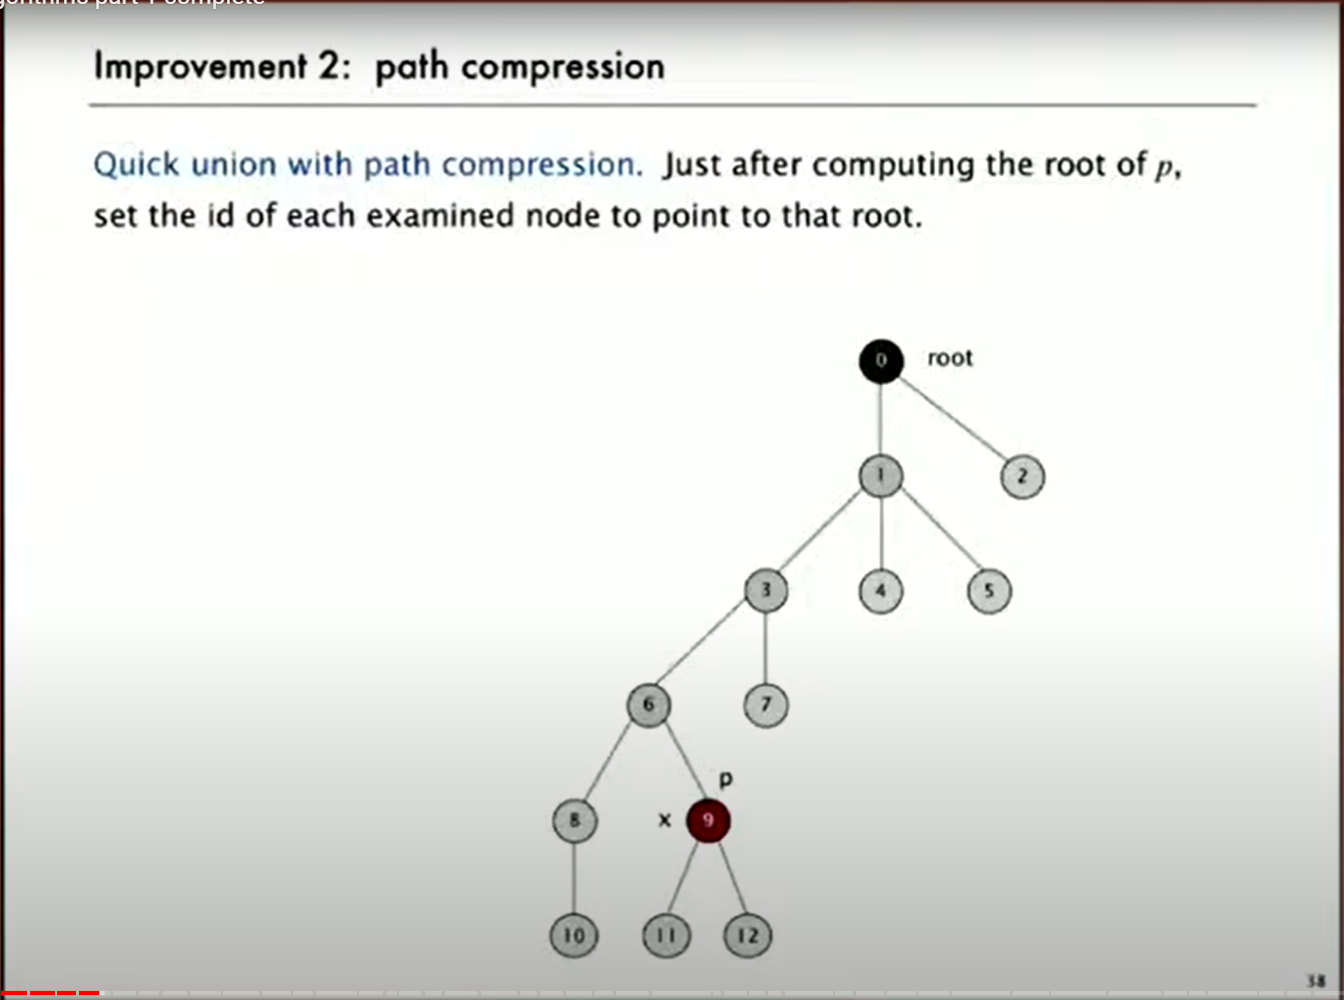 Improvement 2: path compression
Quick union with path compression. Just after computing the root of p,
set the id of each examined node to point to that root.
0 root
1 2
3 4 5
6 7
p
8 x 9
10 11 12
38